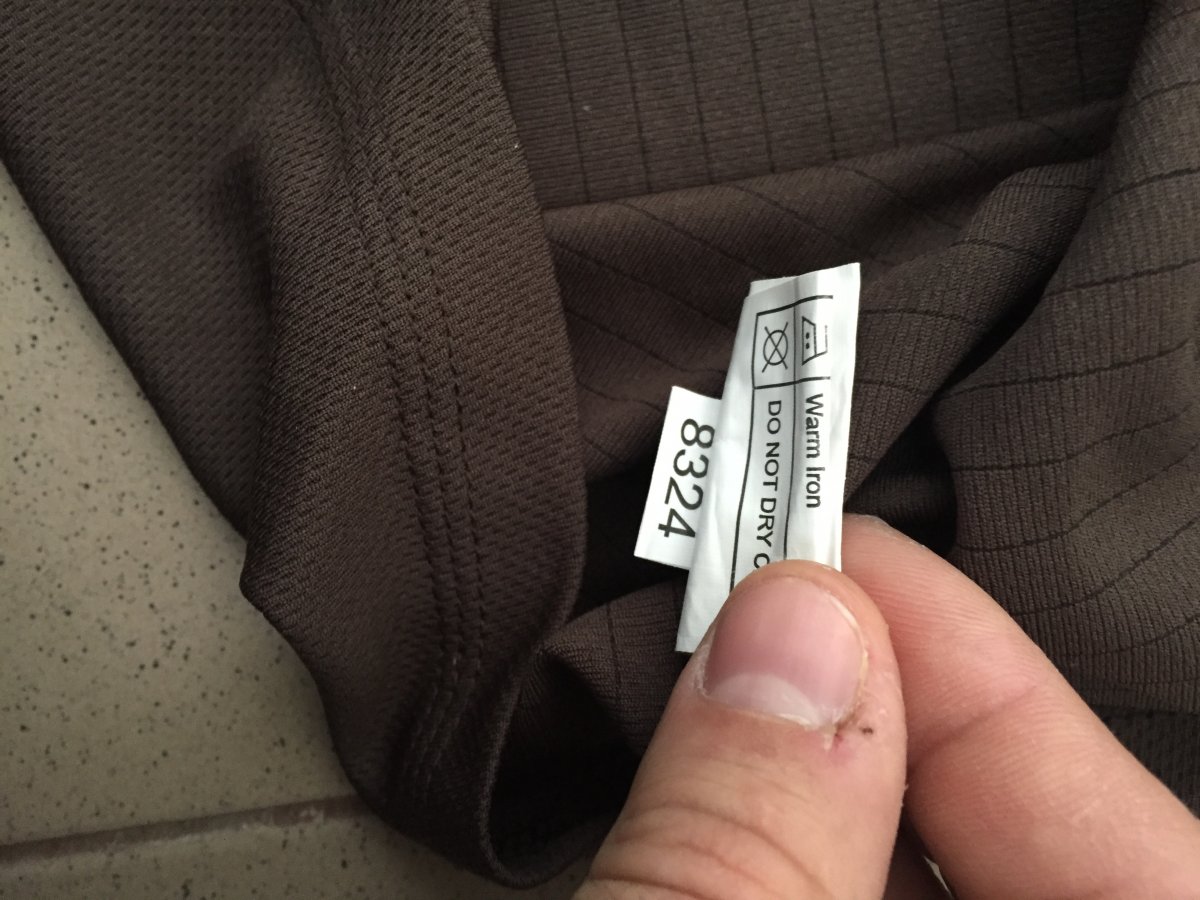 Warm Iron
DO NOT DRY
8324